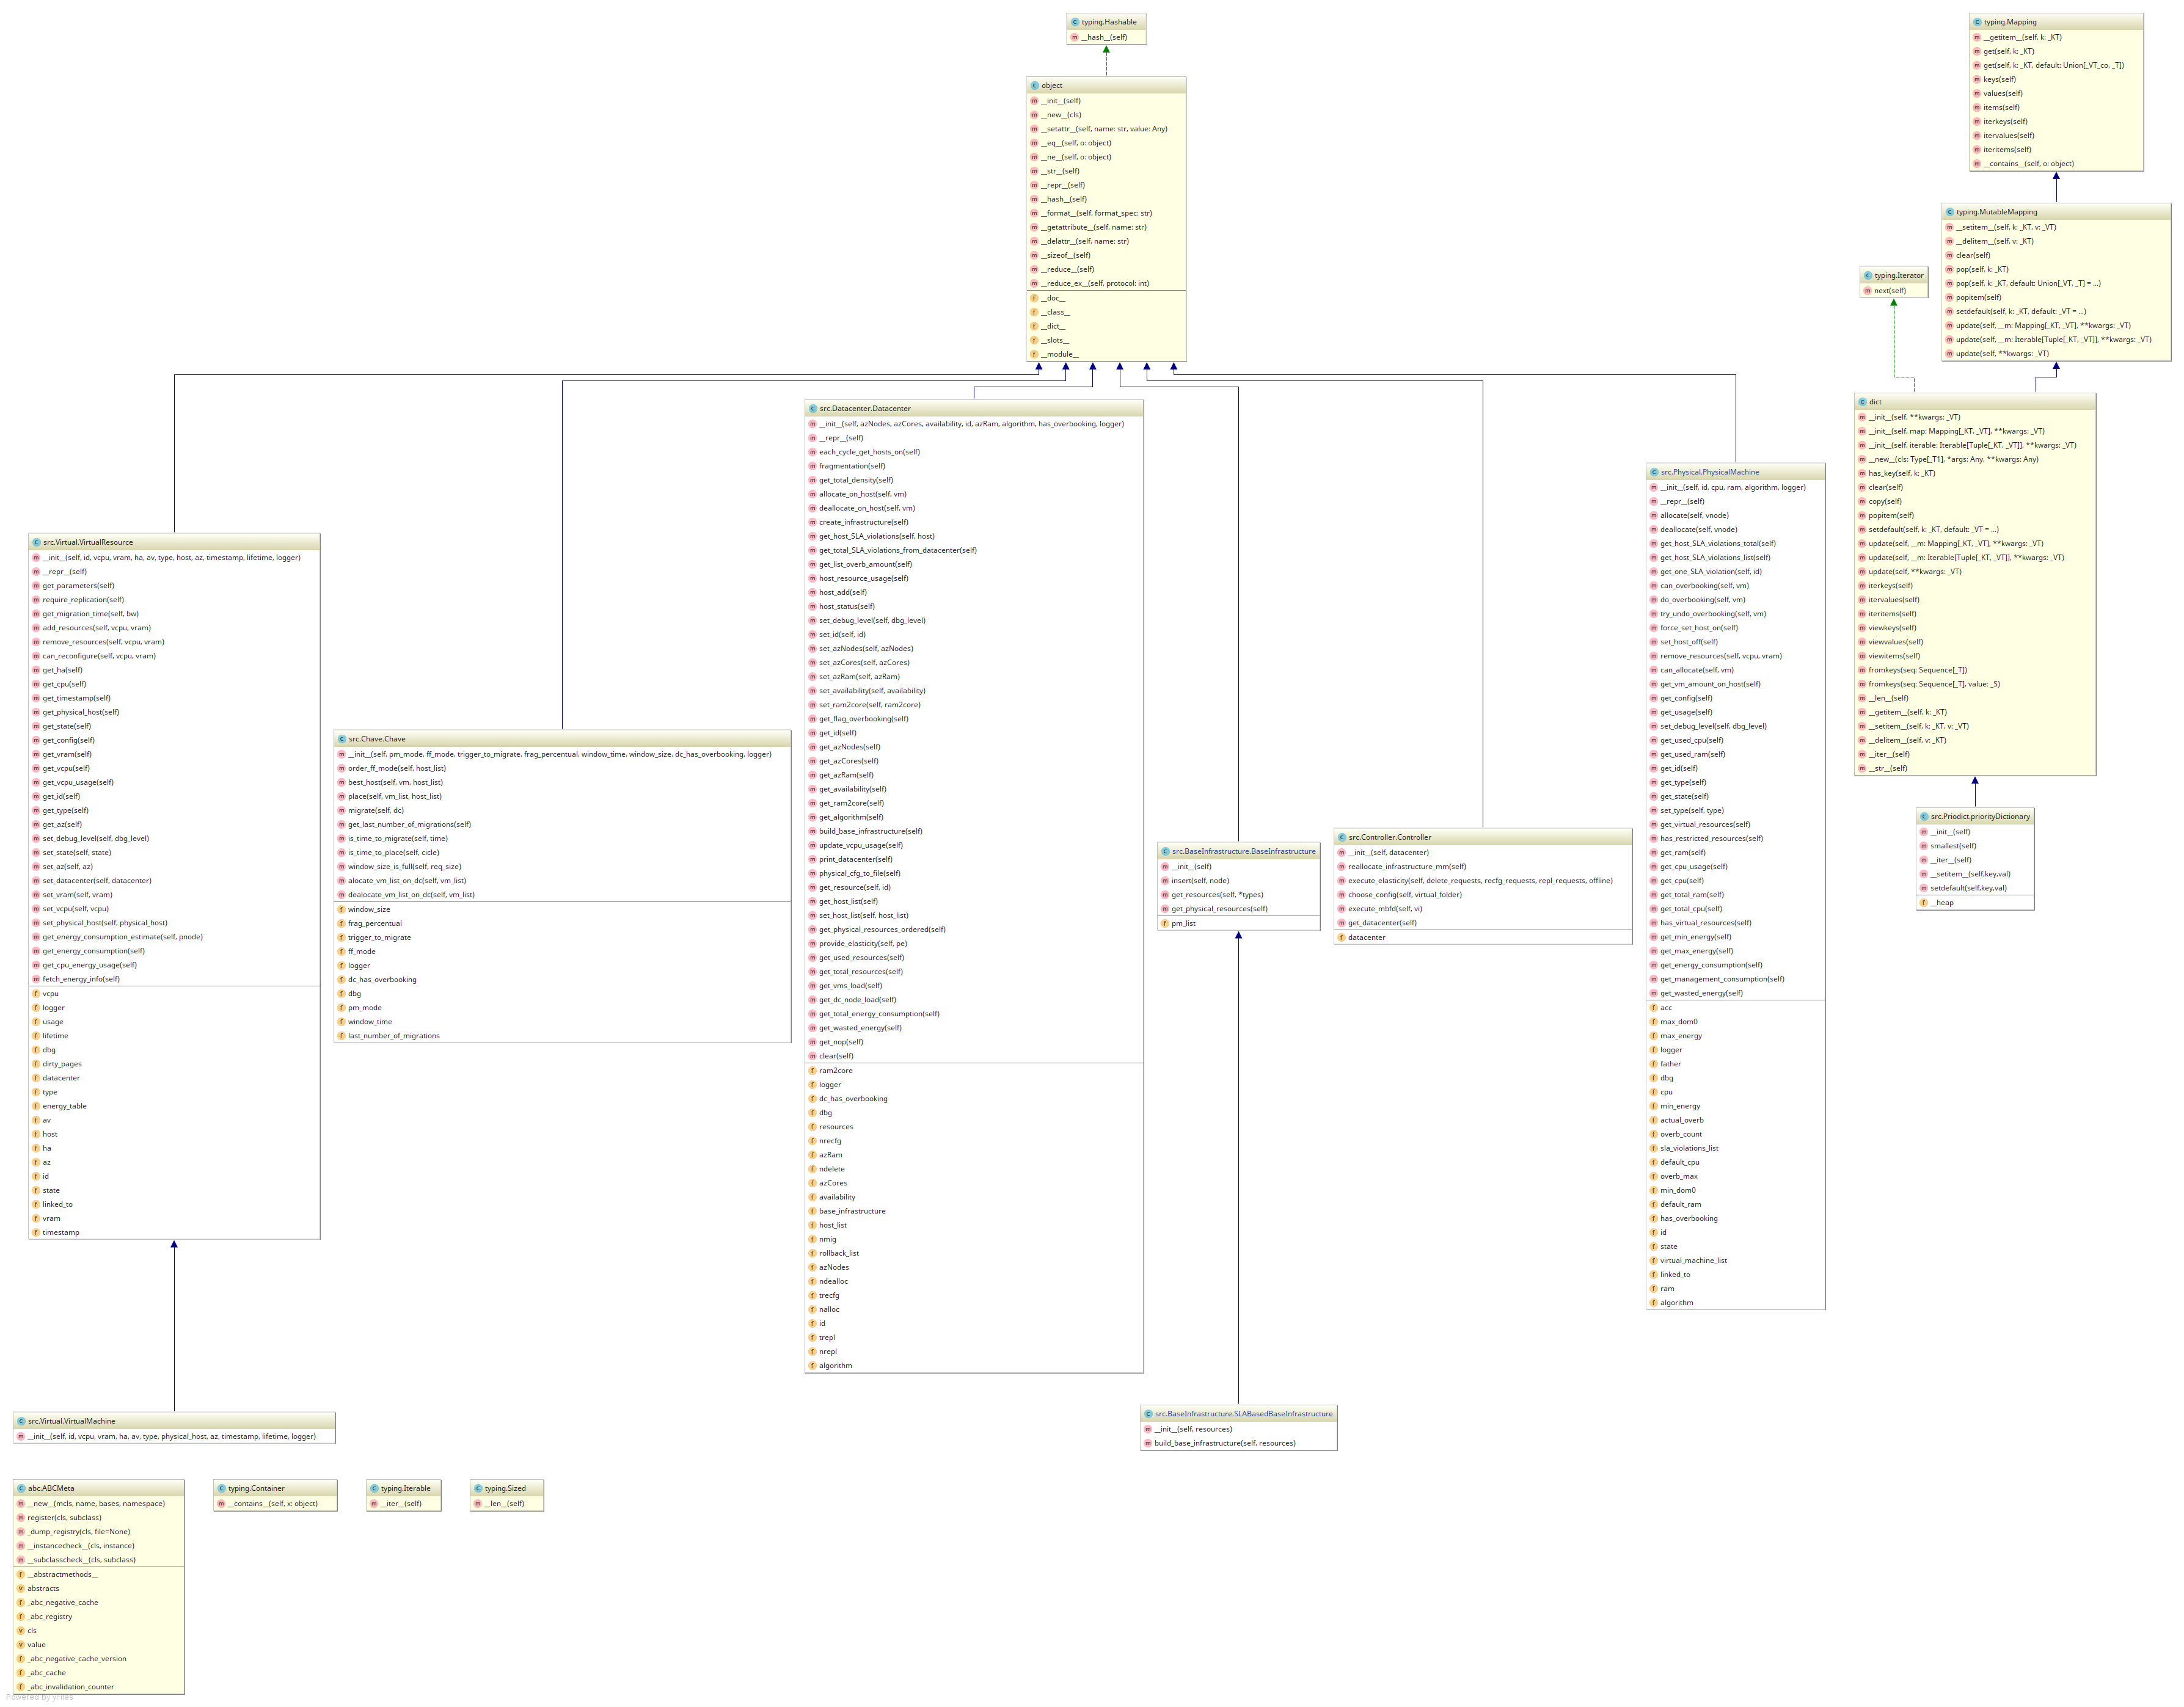 typing.Hashable
__hash__(self)
object
__init__(self)
__new__(cls)
__setattr__(self, name: str, value: Any)
__eq__(self, o: object)
__ne__(self, o: object)
__str__(self)
__repr__(self)
__hash__(self)
__format__(self, format_spec: str)
__getattribute__(self, name: str)
__delattr__(self, name: str)
__sizeof__(self)
__reduce__(self)
__reduce_ex__(self, protocol: int)
__doc__
__class__
__dict__
__slots__
__module__
typing.Mapping
__getitem__(self, k: _KT)
get(self, k: _KT)
get(self, k: _KT, default: Union[_VT_co, _T])
keys(self)
values(self)
items(self)
iterkeys(self)
itervalues(self)
iteritems(self)
__contains__(self, o: object)
typing.MutableMapping
__setitem__(self, k: _KT, v: _VT)
__delitem__(self, v: _KT)
clear(self)
pop(self, k: _KT)
pop(self, k: _KT, default: Union[_VT, _T] = ...)
popitem(self)
setdefault(self, k: _KT, default: _VT = ...)
update(self, __m: Mapping[_KT, _VT], **kwargs: _VT)
update(self, __m: Iterable[Tuple[_KT, _VT]], **kwargs: _VT)
update(self, **kwargs: _VT)
typing.Iterator
next(self)
dict
__init__(self, **kwargs: _VT)
__init__(self, map: Mapping[_KT, _VT], **kwargs: _VT)
__init__(self, iterable: Iterable[Tuple[_KT, _VT]], **kwargs: _VT)
__new__(cls: Type[_T1], *args: Any, **kwargs: Any)
has_key(self, k: _KT)
clear(self)
copy(self)
popitem(self)
setdefault(self, k: _KT, default: _VT = ...)
update(self, __m: Mapping[_KT, _VT], **kwargs: _VT)
update(self, __m: Iterable[Tuple[_KT, _VT]], **kwargs: _VT)
update(self, **kwargs: _VT)
iterkeys(self)
itervalues(self)
iteritems(self)
viewkeys(self)
viewvalues(self)
viewitems(self)
fromkeys(seq: Sequence[_T])
fromkeys(seq: Sequence[_T], value: _S)
__len__(self)
__getitem__(self, k: _KT)
__setitem__(self, k: _KT, v: _VT)
__delitem__(self, v: _KT)
__iter__(self)
__str__(self)
src.Priodict.priorityDictionary
__init__(self)
smallest(self)
__iter__(self)
__setitem__(self,key,val)
setdefault(self,key,val)
__heap
src.Virtual.VirtualResource
__init__(self, id, vcpu, vram, ha, av, type, host, az, timestamp, lifetime, logger)
__repr__(self)
get_parameters(self)
require_replication(self)
get_migration_time(self, bw)
add_resources(self, vcpu, vram)
remove_resources(self, vcpu, vram)
can_reconfigure(self, vcpu, vram)
get_ha(self)
get_cpu(self)
get_timestamp(self)
get_physical_host(self)
get_state(self)
get_config(self)
get_vram(self)
get_vcpu(self)
get_vcpu_usage(self)
get_id(self)
get_type(self)
get_az(self)
set_debug_level(self, dbg_level)
set_state(self, state)
set_az(self, az)
set_datacenter(self, datacenter)
set_vram(self, vram)
set_vcpu(self, vcpu)
set_physical_host(self, physical_host)
get_energy_consumption_estimate(self, pnode)
get_energy_consumption(self)
get_cpu_energy_usage(self)
fetch_energy_info(self)
vcpu
logger
usage
lifetime
dbg
dirty_pages
datacenter
type
energy_table
av
host
ha
az
id
state
linked_to
vram
timestamp
src.Chave.Chave
__init__(self, pm_mode, ff_mode, trigger_to_migrate, frag_percentual, window_time, window_size, dc_has_overbooking, logger)
order_ff_mode(self, host_list)
best_host(self, vm, host_list)
place(self, vm_list, host_list)
migrate(self, dc)
get_last_number_of_migrations(self)
is_time_to_migrate(self, time)
is_time_to_place(self, cicle)
window_size_is_full(self, req_size)
alocate_vm_list_on_dc(self, vm_list)
dealocate_vm_list_on_dc(self, vm_list)
window_size
frag_percentual
trigger_to_migrate
ff_mode
logger
dc_has_overbooking
dbg
pm_mode
window_time
last_number_of_migrations
src.Datacenter.Datacenter
__init__(self, azNodes, azCores, availability, id, azRam, algorithm, has_overbooking, logger)
__repr__(self)
each_cycle_get_hosts_on(self)
fragmentation(self)
get_total_density(self)
allocate_on_host(self, vm)
deallocate_on_host(self, vm)
create_infrastructure(self)
get_host_SLA_violations(self, host)
get_total_SLA_violations_from_datacenter(self)
get_list_overb_amount(self)
host_resource_usage(self)
host_add(self)
host_status(self)
set_debug_level(self, dbg_level)
set_id(self, id)
set_azNodes(self, azNodes)
set_azCores(self, azCores)
set_azRam(self, azRam)
set_availability(self, availability)
set_ram2core(self, ram2core)
get_flag_overbooking(self)
get_id(self)
get_azNodes(self)
get_azCores(self)
get_azRam(self)
get_availability(self)
get_ram2core(self)
get_algorithm(self)
build_base_infrastructure(self)
update_vcpu_usage(self)
print_datacenter(self)
physical_cfg_to_file(self)
get_resource(self, id)
get_host_list(self)
set_host_list(self, host_list)
get_physical_resources_ordered(self)
provide_elasticity(self, pe)
get_used_resources(self)
get_total_resources(self)
get_vms_load(self)
get_dc_node_load(self)
get_total_energy_consumption(self)
get_wasted_energy(self)
get_nop(self)
clear(self)
ram2core
logger
dc_has_overbooking
dbg
resources
nrecfg
azRam
ndelete
azCores
availability
base_infrastructure
host_list
nmig
rollback_list
azNodes
ndealloc
trecfg
nalloc
id
trepl
nrepl
algorithm
src.BaseInfrastructure.BaseInfrastructure
__init__(self)
insert(self, node)
get_resources(self, *types)
get_physical_resources(self)
pm_list
src.Controller.Controller
__init__(self, datacenter)
reallocate_infrastructure_mm(self)
execute_elasticity(self, delete_requests, recfg_requests, repl_requests, offline)
choose_config(self, virtual_folder)
execute_mbfd(self, vi)
get_datacenter(self)
datacenter
src.Physical.PhysicalMachine
__init__(self, id, cpu, ram, algorithm, logger)
__repr__(self)
allocate(self, vnode)
deallocate(self, vnode)
get_host_SLA_violations_total(self)
get_host_SLA_violations_list(self)
get_one_SLA_violation(self, id)
can_overbooking(self, vm)
do_overbooking(self, vm)
try_undo_overbooking(self, vm)
force_set_host_on(self)
set_host_off(self)
remove_resources(self, vcpu, vram)
can_allocate(self, vm)
get_vm_amount_on_host(self)
get_config(self)
get_usage(self)
set_debug_level(self, dbg_level)
get_used_cpu(self)
get_used_ram(self)
get_id(self)
get_type(self)
get_state(self)
set_type(self, type)
get_virtual_resources(self)
has_restricted_resources(self)
get_ram(self)
get_cpu_usage(self)
get_cpu(self)
get_total_ram(self)
get_total_cpu(self)
has_virtual_resources(self)
get_min_energy(self)
get_max_energy(self)
get_energy_consumption(self)
get_management_consumption(self)
get_wasted_energy(self)
acc
max_dom0
max_energy
logger
father
dbg
cpu
min_energy
actual_overb
overb_count
sla_violations_list
default_cpu
overb_max
min_dom0
default_ram
has_overbooking
id
state
virtual_machine_list
linked_to
ram
algorithm
src.Virtual.VirtualMachine
__init__(self, id, vcpu, vram, ha, av, type, physical_host, az, timestamp, lifetime, logger)
src.BaseInfrastructure.SLABasedBaseInfrastructure
__init__(self, resources)
build_base_infrastructure(self, resources)
abc.ABCMeta
__new__(mcls, name, bases, namespace)
register(cls, subclass)
_dump_registry(cls, file=None)
__instancecheck__(cls, instance)
__subclasscheck__(cls, subclass)
__abstractmethods__
abstracts
_abc_negative_cache
_abc_registry
cls
value
_abc_negative_cache_version
_abc_cache
_abc_invalidation_counter
typing.Container
__contains__(self, x: object)
typing.Iterable
__iter__(self)
typing.Sized
__len__(self)
Powered by yFiles